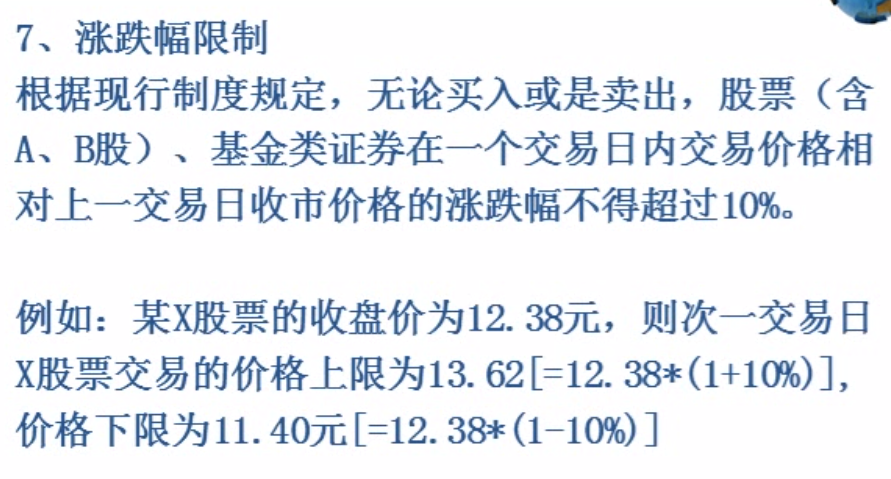 7、涨跌幅限制
根据现行制度规定，无论买入或是卖出，股票（含
A、B股）、基金类证券在一个交易日内交易价格相
对上一交易日收市价格的涨跌幅不得超过10%。
例如：某X股票的收盘价为12.38元，则次一交易日
X股票交易的价格上限为13.62[=12.38*(1+10%)],
价格下限为11.40元[=12.38*(1-10%)]